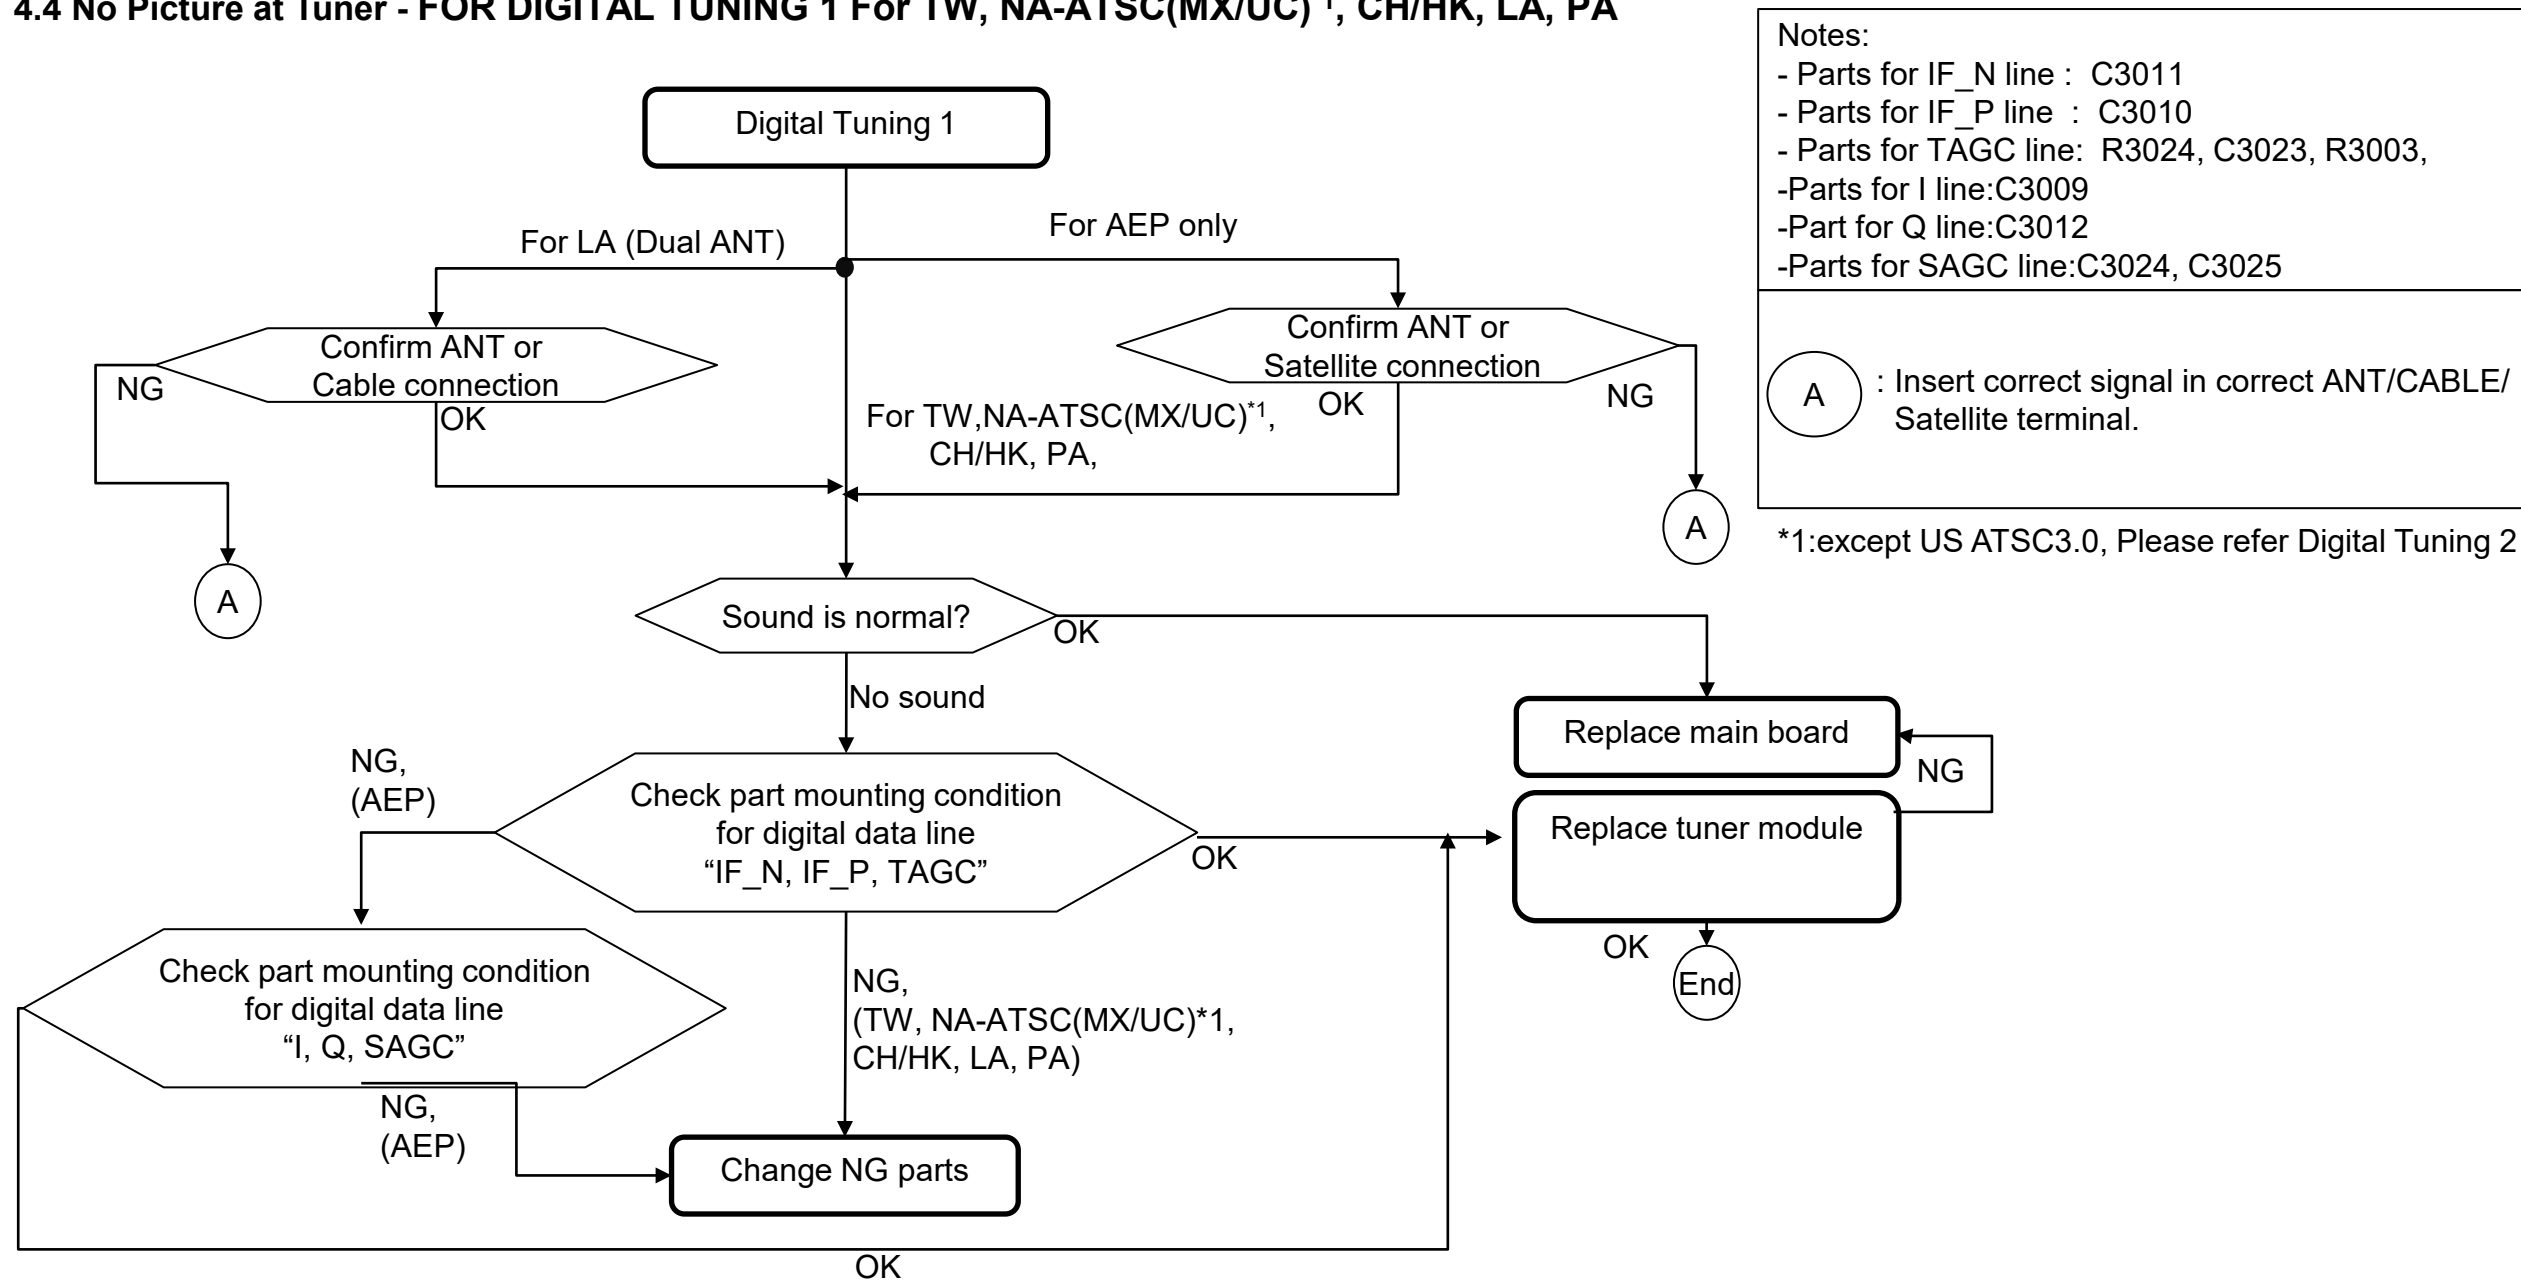 4.4 No Picture at Tuner - FOR DIGITAL TUNING 1 For TW, NA-ATSC(MX/UC) *1, CH/HK, LA, PA
Notes:
- Parts for IF_N line : C3011
- Parts for IF_P line : C3010
- Parts for TAGC line: R3024, C3023, R3003,
-Parts for I line:C3009
-Part for Q line:C3012
-Parts for SAGC line:C3024, C3025
A
: Insert correct signal in correct ANT/CABLE/
Satellite terminal.
*1:except US ATSC3.0, Please refer Digital Tuning 2
Digital Tuning 1
For LA (Dual ANT)
For AEP only
Confirm ANT or
Cable connection
NG
OK
Confirm ANT or
Satellite connection
OK
NG
For TW,NA-ATSC(MX/UC)*1,
CH/HK, PA,
A
A
Sound is normal?
OK
No sound
Replace main board
NG
Replace tuner module
OK
End
NG,
(AEP)
Check part mounting condition
for digital data line
“IF_N, IF_P, TAGC”
OK
Check part mounting condition
for digital data line
“I, Q, SAGC”
NG,
(TW, NA-ATSC(MX/UC)*1,
CH/HK, LA, PA)
NG,
(AEP)
Change NG parts
OK